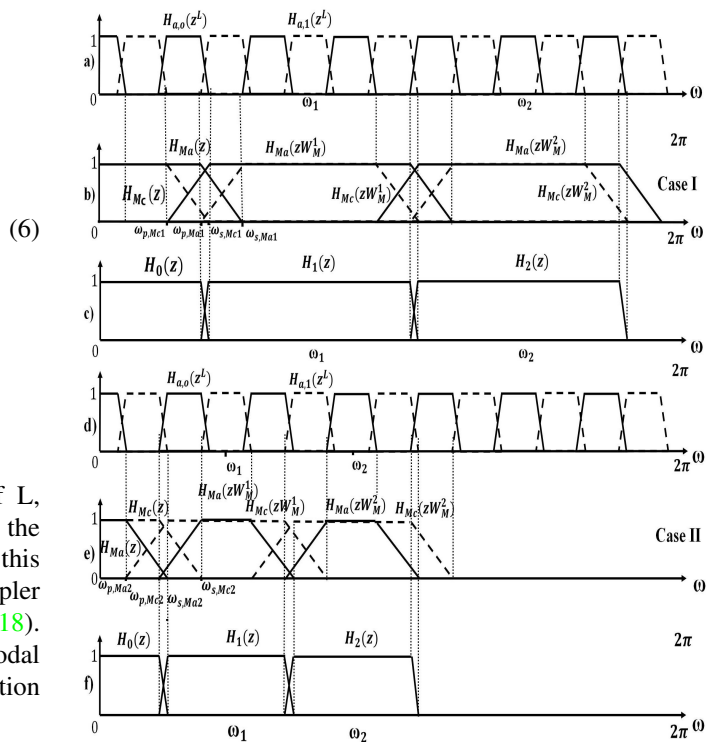 H_{a,o}(z^L) H_{a,1}(z^L)
1
a)
0 ω_1 ω_2 ω
2π
H_{Ma}(z) H_{Ma}(zW_M^1) H_{Ma}(zW_M^2)
1
Case I
b) H_{Mc}(z) H_{Mc}(zW_M^1) H_{Mc}(zW_M^2)
0 ω
ω_{p,Mc1} ω_{p,Ma1} ω_{s,Mc1} ω_{s,Ma1} 2π
(6)
H_0(z) H_1(z) H_2(z)
1
c)
0 ω_1 ω_2 ω
2π
H_{a,o}(z^L) H_{a,1}(z^L)
1
d)
0 ω_1 ω_2 2π ω
H_{Ma}(zW_M^1)
H_{Mc}(z) H_{Mc}(zW_M^1) H_{Ma}(zW_M^2) H_{Mc}(zW_M^2)
1
Case II
e) H_{Ma}(z)
0 ω
ω_{p,Ma2} ω_{p,Mc2} ω_{s,Ma2} ω_{s,Mc2}
2π
H_0(z) H_1(z) H_2(z)
1
f)
0 ω_1 ω_2 2π ω
f L,
the
this
pler
18).
odal
tion